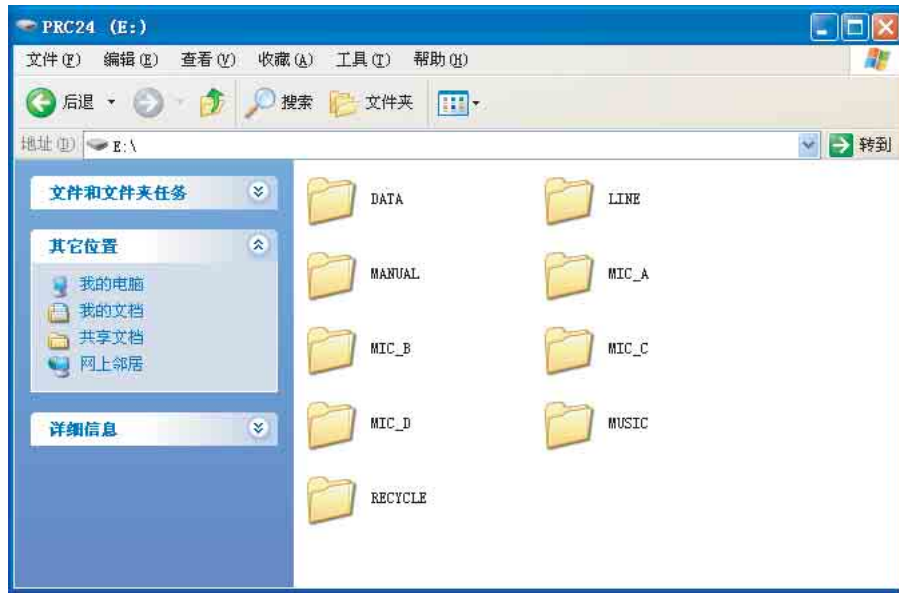 PRC24 (E:)
文件(F) 编辑(E) 查看(V) 收藏(A) 工具(T) 帮助(H)
后退 搜索 文件夹
地址(D) E:\ 转到
文件和文件夹任务
其它位置
我的电脑
我的文档
共享文档
网上邻居
详细信息
DATA LINE
MANUAL MIC_A
MIC_B MIC_C
MIC_D MUSIC
RECYCLE